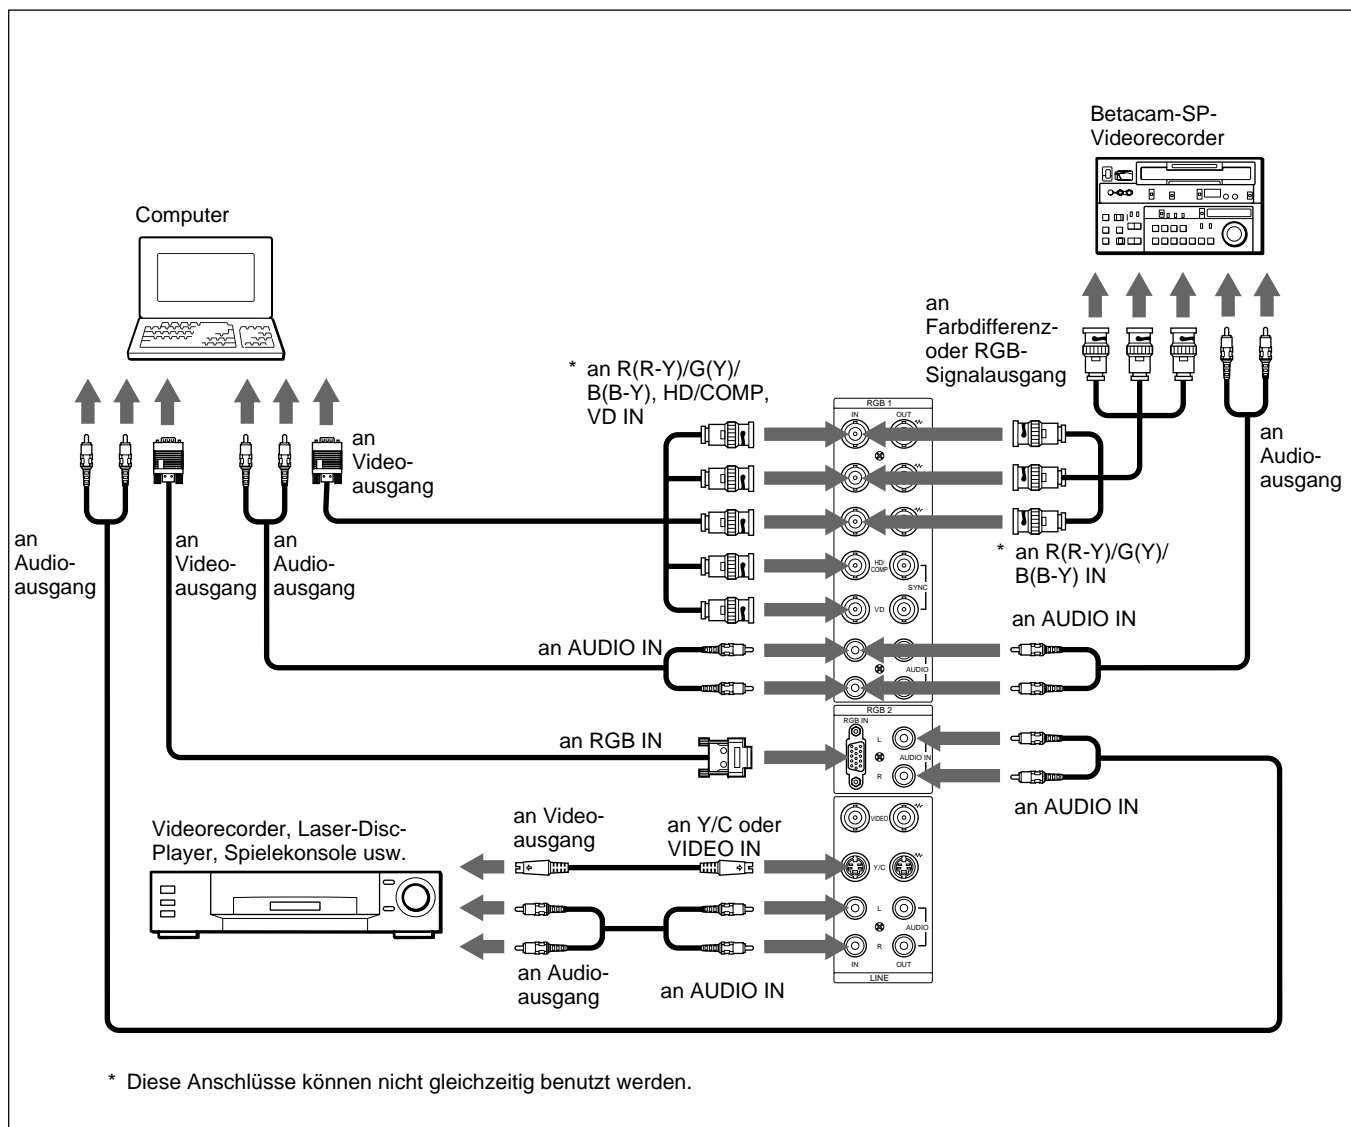 Betacam-SP-
Videorecorder
Computer
an
Farbdifferenz-
oder RGB-
Signalausgang
* an R(R-Y)/G(Y)/
B(B-Y), HD/COMP,
VD IN
an
Video-
ausgang
an
Audio-
ausgang
an
Audio-
ausgang
an
Video-
ausgang
an
Audio-
ausgang
RGB 1
IN
OUT
HD/
COMP
SYNC
VD
AUDIO
* an R(R-Y)/G(Y)/
B(B-Y) IN
an AUDIO IN
an AUDIO IN
RGB 2
RGB IN
L
AUDIO IN
R
an RGB IN
an AUDIO IN
Videorecorder, Laser-Disc-
Player, Spielekonsole usw.
an Video-
ausgang
an Y/C oder
VIDEO IN
VIDEO
Y/C
L
AUDIO
R
IN
OUT
LINE
an Audio-
ausgang
an AUDIO IN
* Diese Anschlüsse können nicht gleichzeitig benutzt werden.